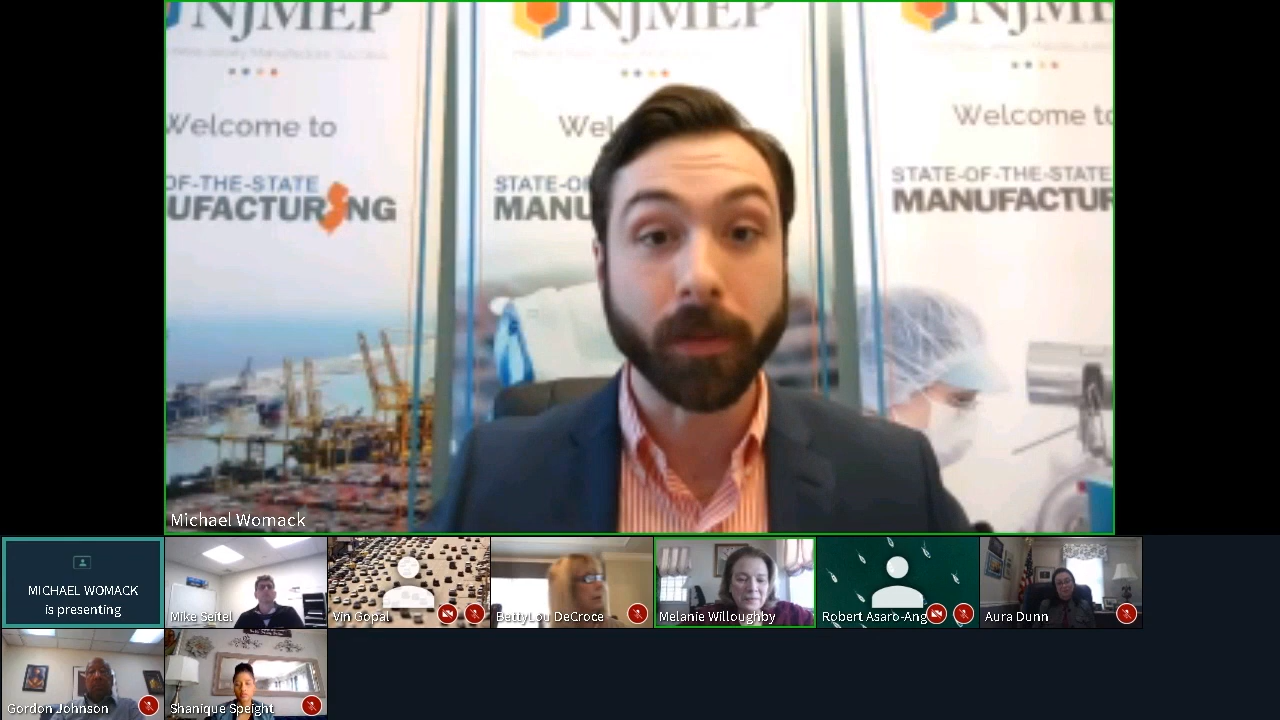 NJMEP
NJMEP
NJMEP
Welcome to
Wel
Welcome to
OF-THE-STATE
UFACTURING
STATE-OF
MANU
STATE-OF-THE-STATE
MANUFACTUR
Michael Womack
MICHAEL WOMACK
is presenting
Mike Seitel
Vin Gopal
BettyLou DeCroce
Melanie Willoughby
Robert Asaro-Ang
Aura Dunn
Gordon Johnson
Shanique Speight